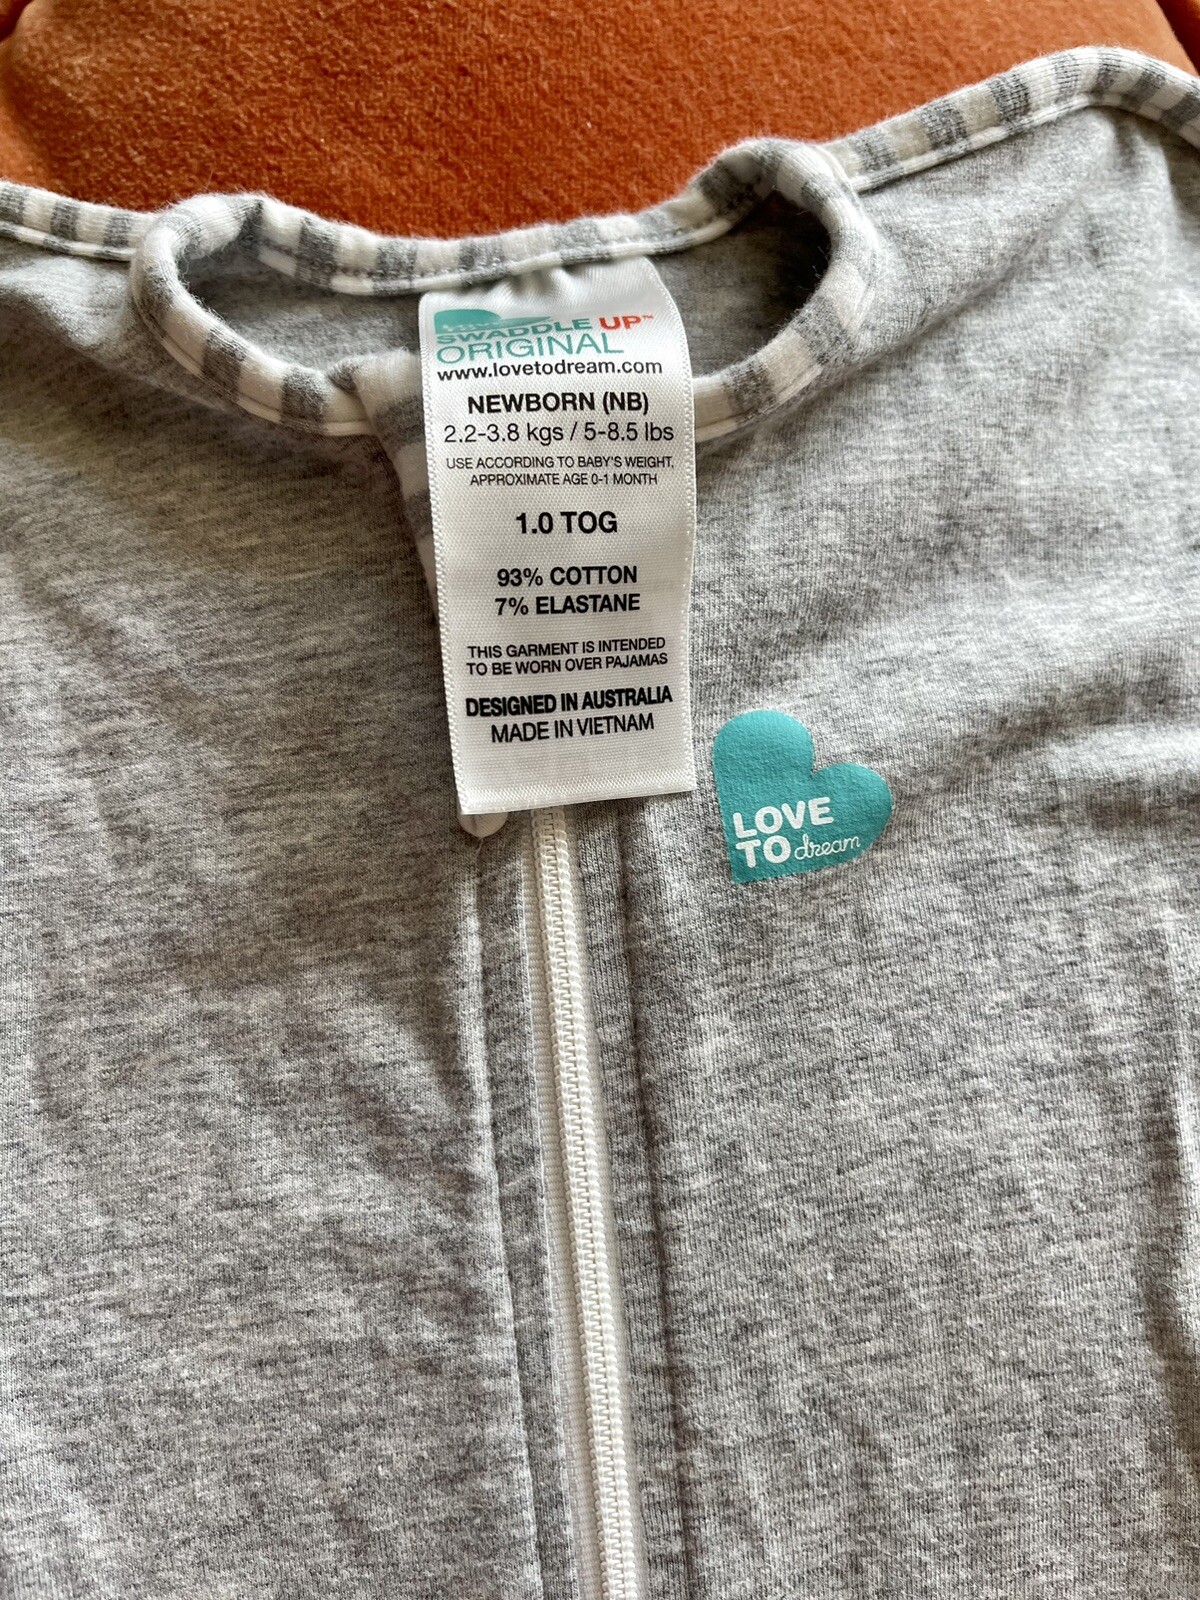 SWADDLE UP™
ORIGINAL
www.lovetodream.com
NEWBORN (NB)
2.2-3.8 kgs / 5-8.5 lbs
USE ACCORDING TO BABY'S WEIGHT,
APPROXIMATE AGE 0-1 MONTH
1.0 TOG
93% COTTON
7% ELASTANE
THIS GARMENT IS INTENDED
TO BE WORN OVER PAJAMAS
DESIGNED IN AUSTRALIA
MADE IN VIETNAM
LOVE
TO dream